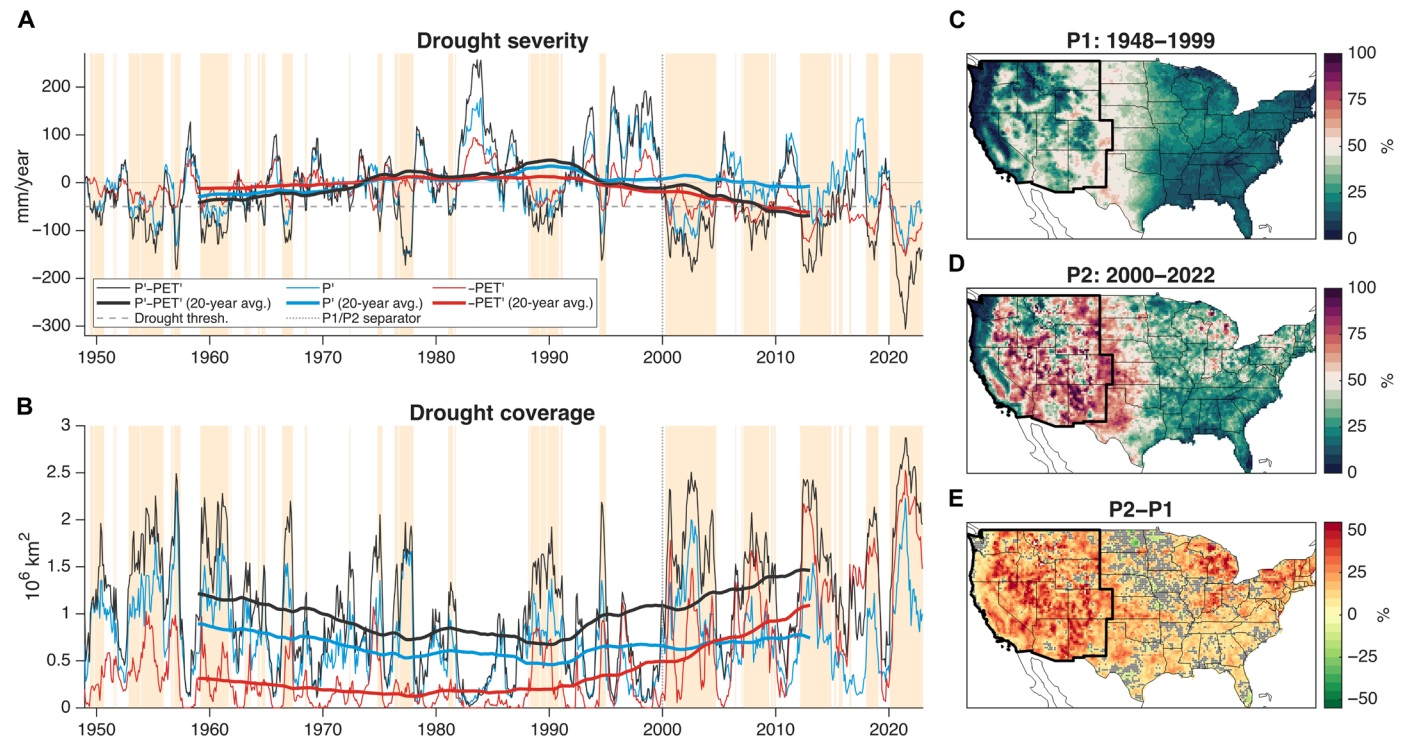 A
Drought severity
mm/year
200
100
0
−100
−200
−300
P'–PET'
P'
–PET'
P'–PET' (20-year avg.)
P' (20-year avg.)
–PET' (20-year avg.)
Drought thresh.
P1/P2 separator
1950
1960
1970
1980
1990
2000
2010
2020
B
Drought coverage
10⁶ km²
3
2.5
2
1.5
1
0.5
0
1950
1960
1970
1980
1990
2000
2010
2020
C
P1: 1948–1999
100
75
50
25
0
%
D
P2: 2000–2022
100
75
50
25
0
%
E
P2–P1
50
25
0
−25
−50
%